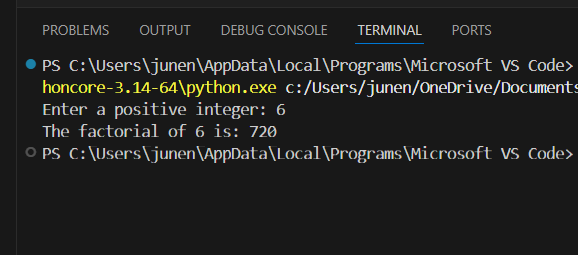 PROBLEMS OUTPUT DEBUG CONSOLE TERMINAL PORTS
PS C:\Users\junen\AppData\Local\Programs\Microsoft VS Code>
honcore-3.14-64\python.exe c:/Users/junen/OneDrive/Documents
Enter a positive integer: 6
The factorial of 6 is: 720
PS C:\Users\junen\AppData\Local\Programs\Microsoft VS Code>